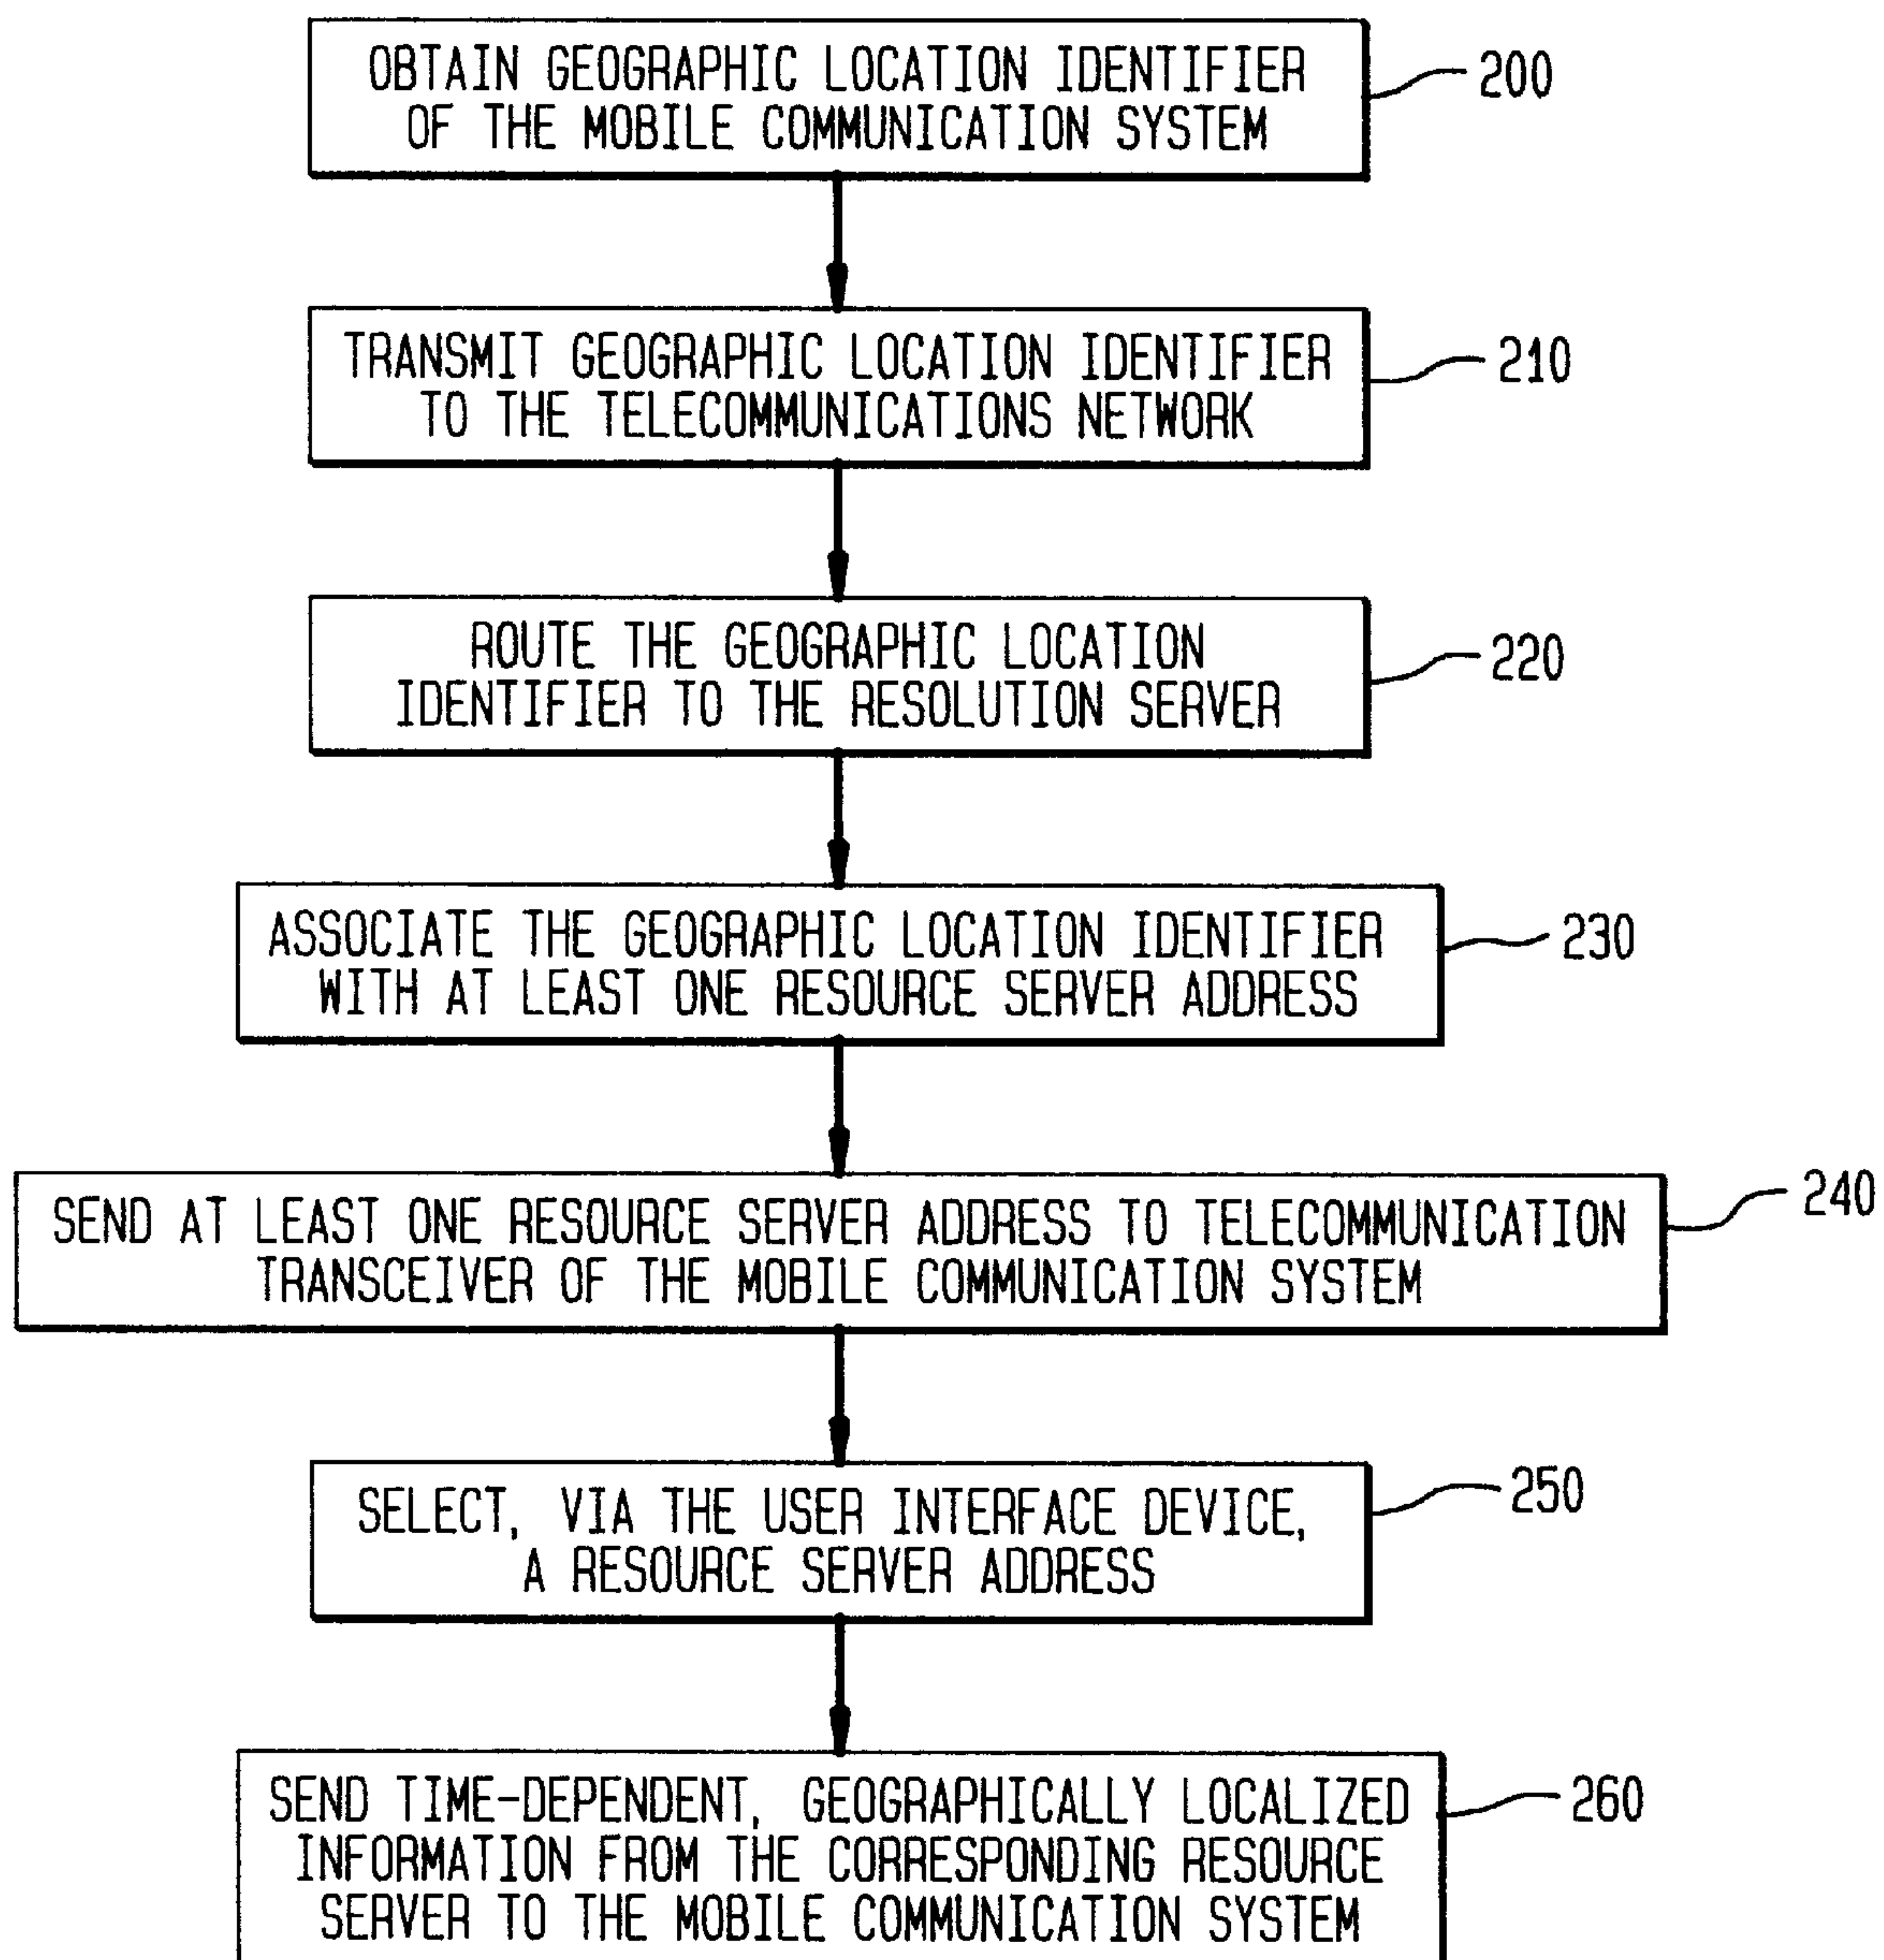 OBTAIN GEOGRAPHIC LOCATION IDENTIFIER
OF THE MOBILE COMMUNICATION SYSTEM
200
TRANSMIT GEOGRAPHIC LOCATION IDENTIFIER
TO THE TELECOMMUNICATIONS NETWORK
210
ROUTE THE GEOGRAPHIC LOCATION
IDENTIFIER TO THE RESOLUTION SERVER
220
ASSOCIATE THE GEOGRAPHIC LOCATION IDENTIFIER
WITH AT LEAST ONE RESOURCE SERVER ADDRESS
230
SEND AT LEAST ONE RESOURCE SERVER ADDRESS TO TELECOMMUNICATION
TRANSCEIVER OF THE MOBILE COMMUNICATION SYSTEM
240
SELECT, VIA THE USER INTERFACE DEVICE,
A RESOURCE SERVER ADDRESS
250
SEND TIME-DEPENDENT, GEOGRAPHICALLY LOCALIZED
INFORMATION FROM THE CORRESPONDING RESOURCE
SERVER TO THE MOBILE COMMUNICATION SYSTEM
260